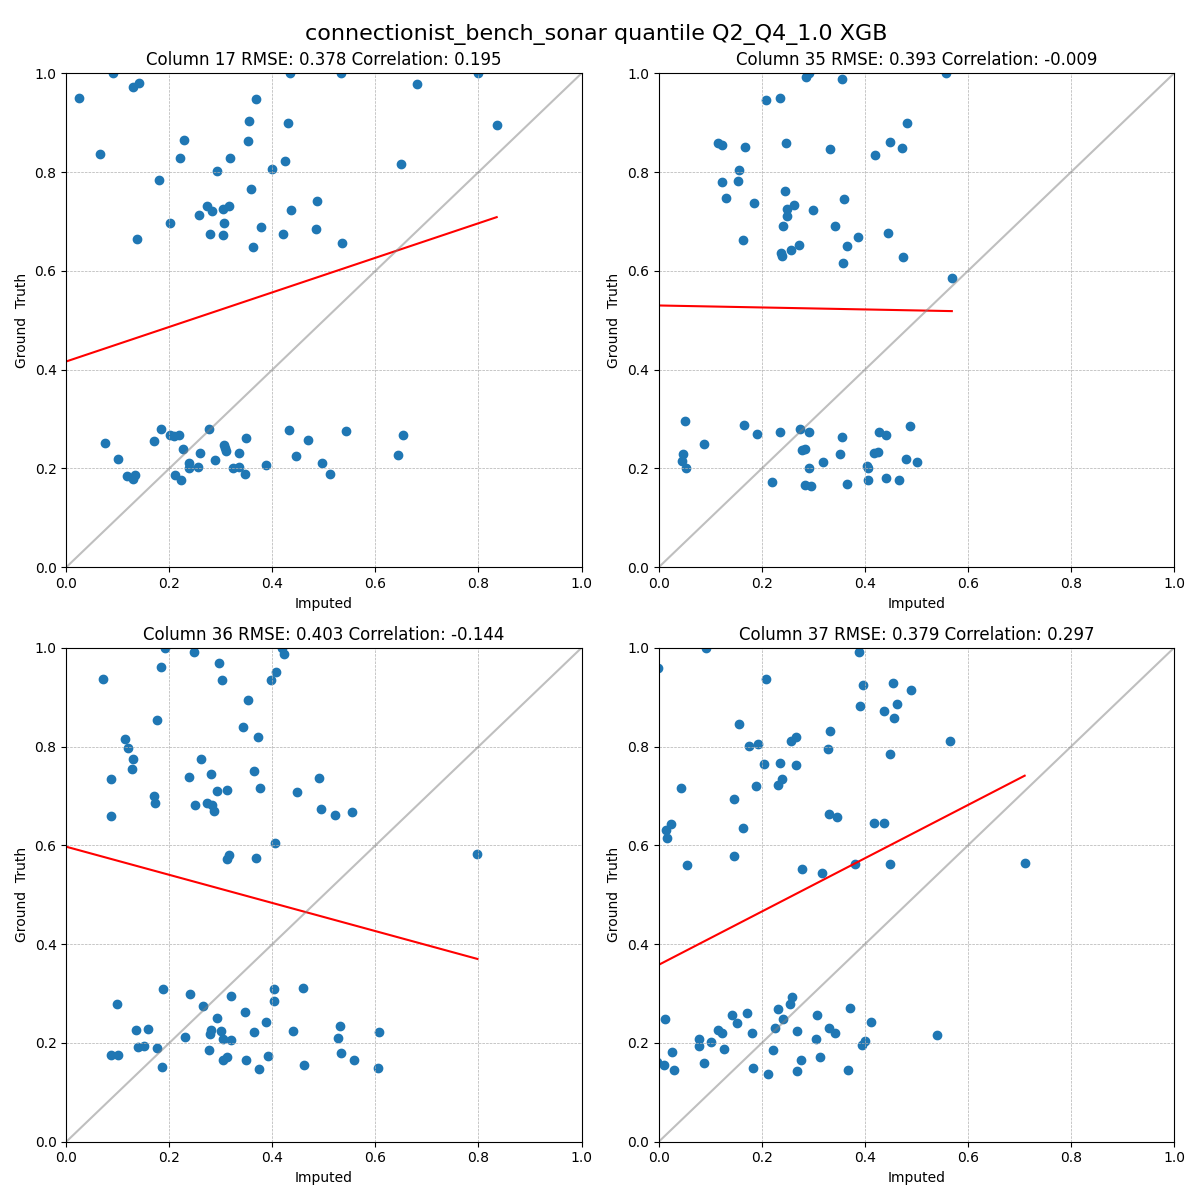 connectionist_bench_sonar quantile Q2_Q4_1.0 XGB
Column 17 RMSE: 0.378 Correlation: 0.195
1.0
0.8
0.6
0.4
0.2
0.0
Ground Truth
0.0 0.2 0.4 0.6 0.8 1.0
Imputed
Column 35 RMSE: 0.393 Correlation: -0.009
1.0
0.8
0.6
0.4
0.2
0.0
Ground Truth
0.0 0.2 0.4 0.6 0.8 1.0
Imputed
Column 36 RMSE: 0.403 Correlation: -0.144
1.0
0.8
0.6
0.4
0.2
0.0
Ground Truth
0.0 0.2 0.4 0.6 0.8 1.0
Imputed
Column 37 RMSE: 0.379 Correlation: 0.297
1.0
0.8
0.6
0.4
0.2
0.0
Ground Truth
0.0 0.2 0.4 0.6 0.8 1.0
Imputed